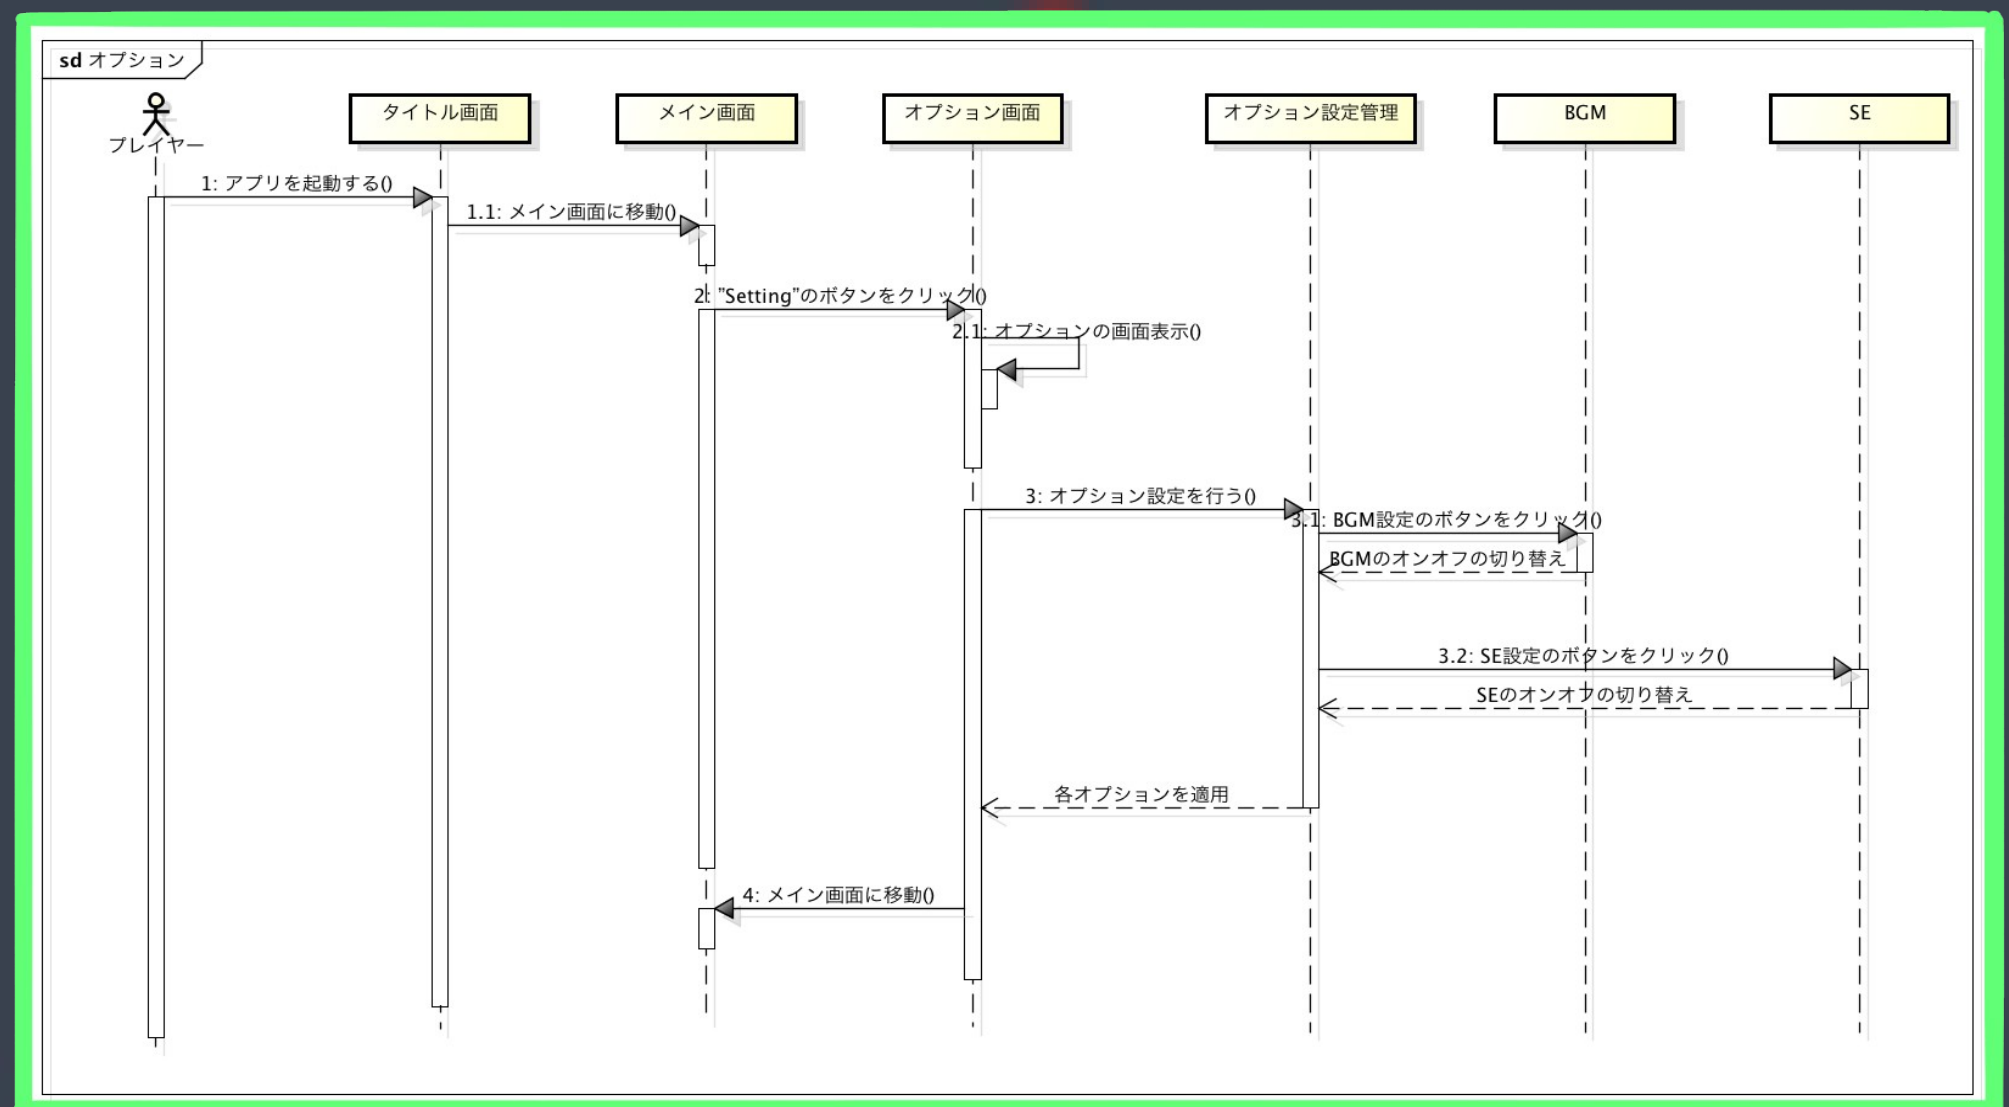 sd オプション
プレイヤー
タイトル画面
メイン画面
オプション画面
オプション設定管理
BGM
SE
1: アプリを起動する()
1.1: メイン画面に移動()
2: ”Setting”のボタンをクリック()
2.1: オプションの画面表示()
3: オプション設定を行う()
3.1: BGM設定のボタンをクリック()
BGMのオンオフの切り替え
3.2: SE設定のボタンをクリック()
SEのオンオフの切り替え
各オプションを適用
4: メイン画面に移動()